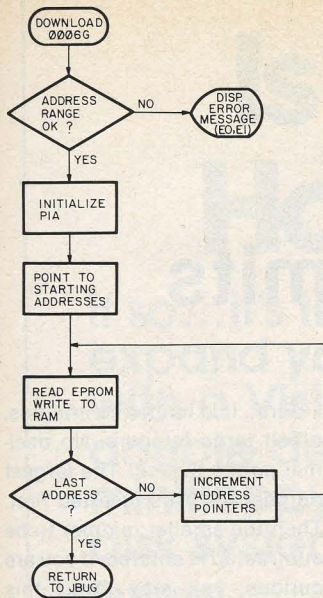 DOWNLOAD
0006G
ADDRESS
RANGE
OK ?
NO
DISP.
ERROR
MESSAGE
(E0,E1)
YES
INITIALIZE
PIA
POINT TO
STARTING
ADDRESSES
READ EPROM
WRITE TO
RAM
LAST
ADDRESS
?
NO
INCREMENT
ADDRESS
POINTERS
YES
RETURN
TO JBUG